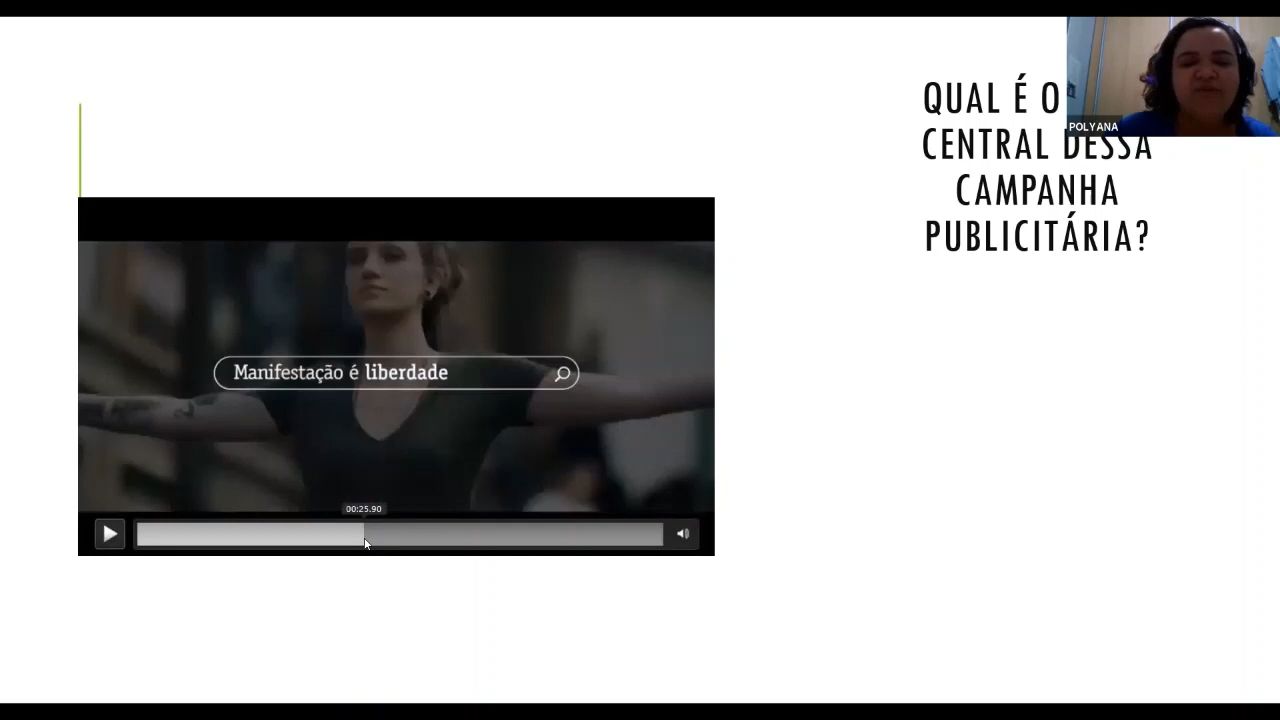 QUAL É O
CENTRAL DESSA
CAMPANHA
PUBLICITÁRIA?
POLYANA
Manifestação é liberdade
00:25.90